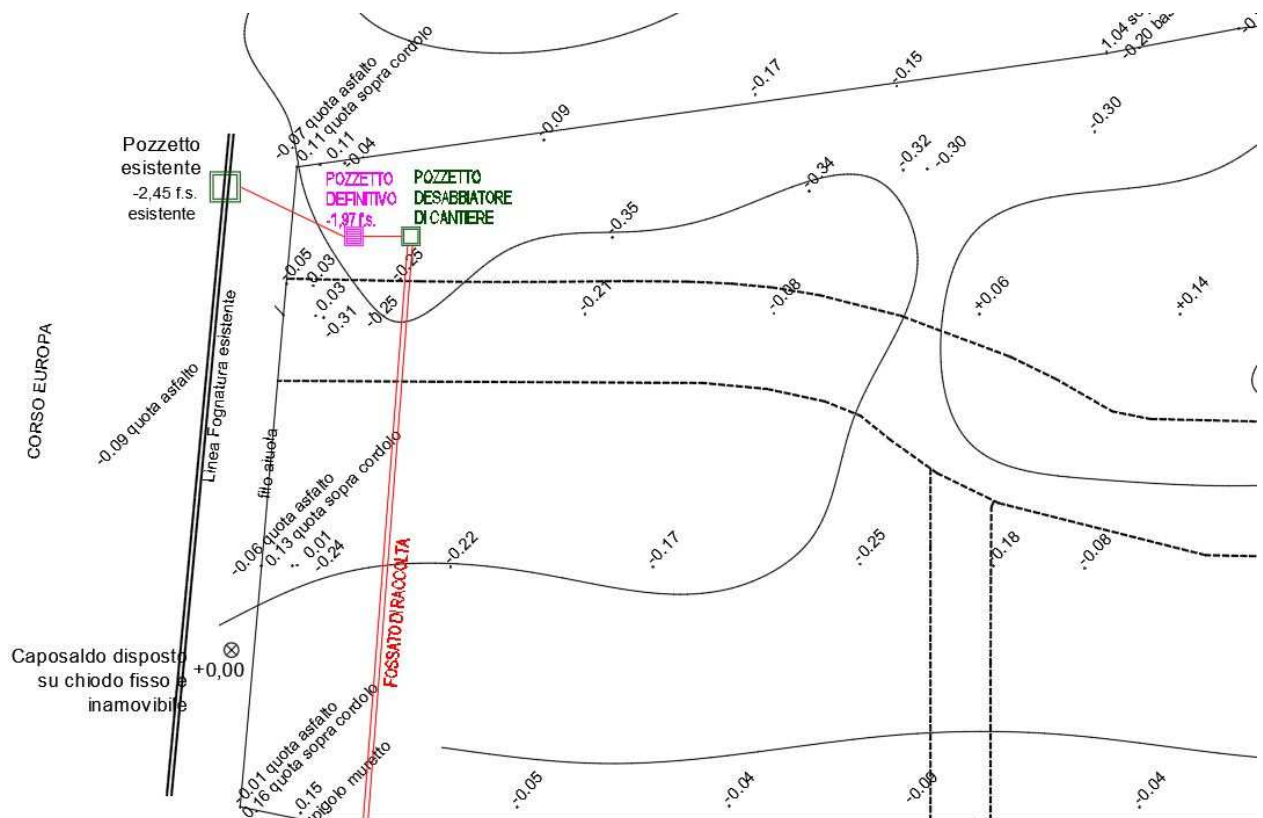 1.04 so
-0.20 bas
-0.07 quota asfalto
0.11 quota sopra cordolo
0.11
-0.04
-0.09
-0.17
-0.15
-0.30
-0.32
-0.30
-0.34
-0.35
Pozzetto
esistente
-2,45 f.s.
esistente
POZZETTO
DEFINITIVO
-1,97 f.s.
POZZETTO
DESABBIATORE
DI CANTIERE
-0.05
0.03
-0.25
0.03
-0.31
-0.25
-0.21
-0.08
+0.06
+0.14
CORSO EUROPA
-0.09 quota asfalto
Linea Fognatura esistente
filo aiuola
-0.06 quota asfalto
0.13 quota sopra cordolo
0.01
-0.24
-0.22
-0.17
-0.25
-0.18
-0.08
FOSSATO DI RACCOLTA
Caposaldo disposto
su chiodo fisso e
inamovibile
+0,00
-0.01 quota asfalto
0.16 quota sopra cordolo
0.15
spigolo muretto
-0.05
-0.04
-0.09
-0.04